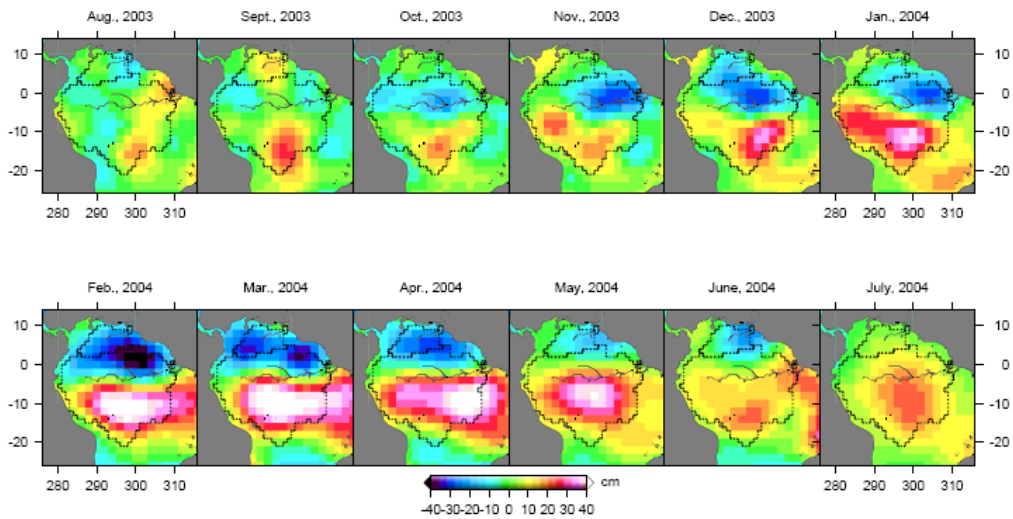 Aug., 2003 Sept., 2003 Oct., 2003 Nov., 2003 Dec., 2003 Jan., 2004
10 10
0 0
-10 -10
-20 -20
280 290 300 310 280 290 300 310
Feb., 2004 Mar., 2004 Apr., 2004 May, 2004 June, 2004 July, 2004
10 10
0 0
-10 -10
-20 -20
280 290 300 310 280 290 300 310
cm
-40 -30 -20 -10 0 10 20 30 40